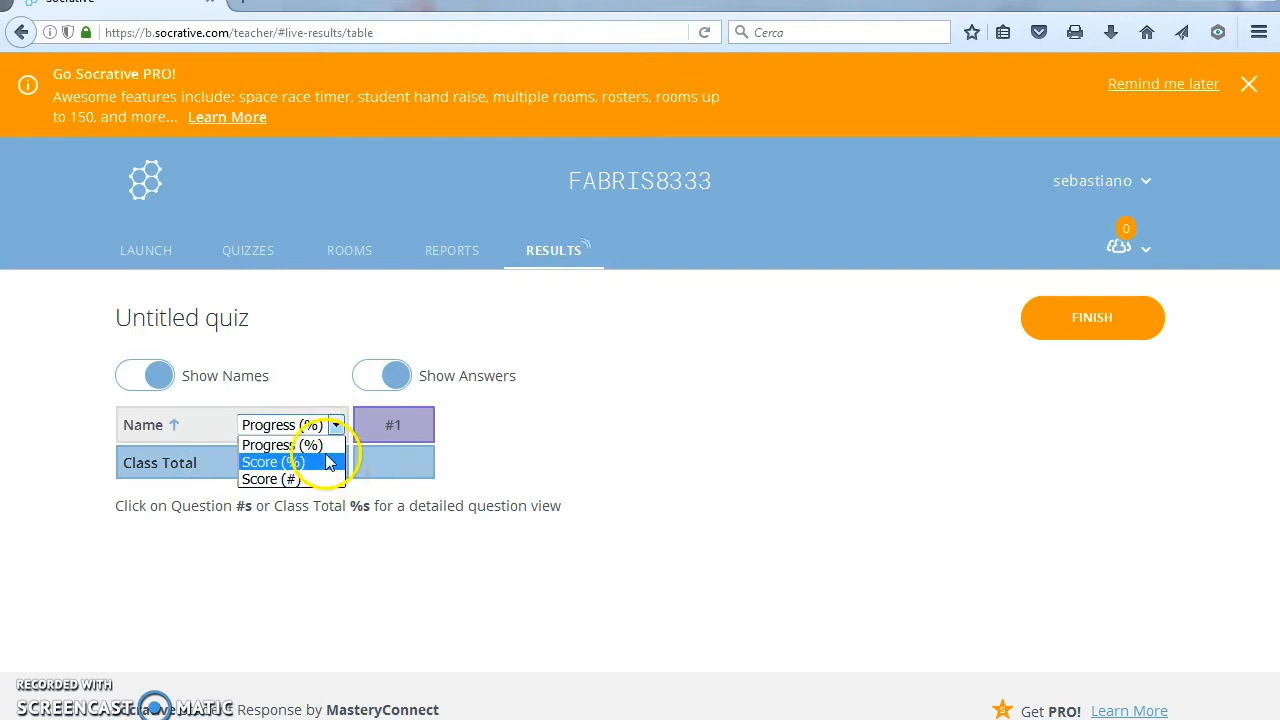 https://b.socrative.com/teacher/#live-results/table
Cerca
Go Socrative PRO!
Awesome features include: space race timer, student hand raise, multiple rooms, rosters, rooms up
to 150, and more... Learn More
Remind me later
FABRIS8333
sebastiano
0
LAUNCH
QUIZZES
ROOMS
REPORTS
RESULTS
Untitled quiz
FINISH
Show Names
Show Answers
Name
Progress (%)
#1
Progress (%)
Class Total
Score (%)
Score (#)
Click on Question #s or Class Total %s for a detailed question view
RECORDED WITH
SCREENCAST MATIC
Response by MasteryConnect
Get PRO! Learn More